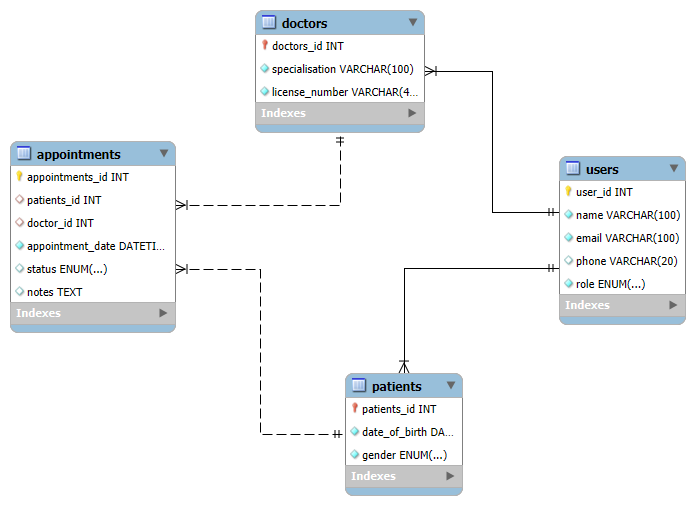 doctors
doctors_id INT
specialisation VARCHAR(100)
license_number VARCHAR(4...
Indexes
appointments
appointments_id INT
patients_id INT
doctor_id INT
appointment_date DATETI...
status ENUM(...)
notes TEXT
Indexes
users
user_id INT
name VARCHAR(100)
email VARCHAR(100)
phone VARCHAR(20)
role ENUM(...)
Indexes
patients
patients_id INT
date_of_birth DA...
gender ENUM(...)
Indexes